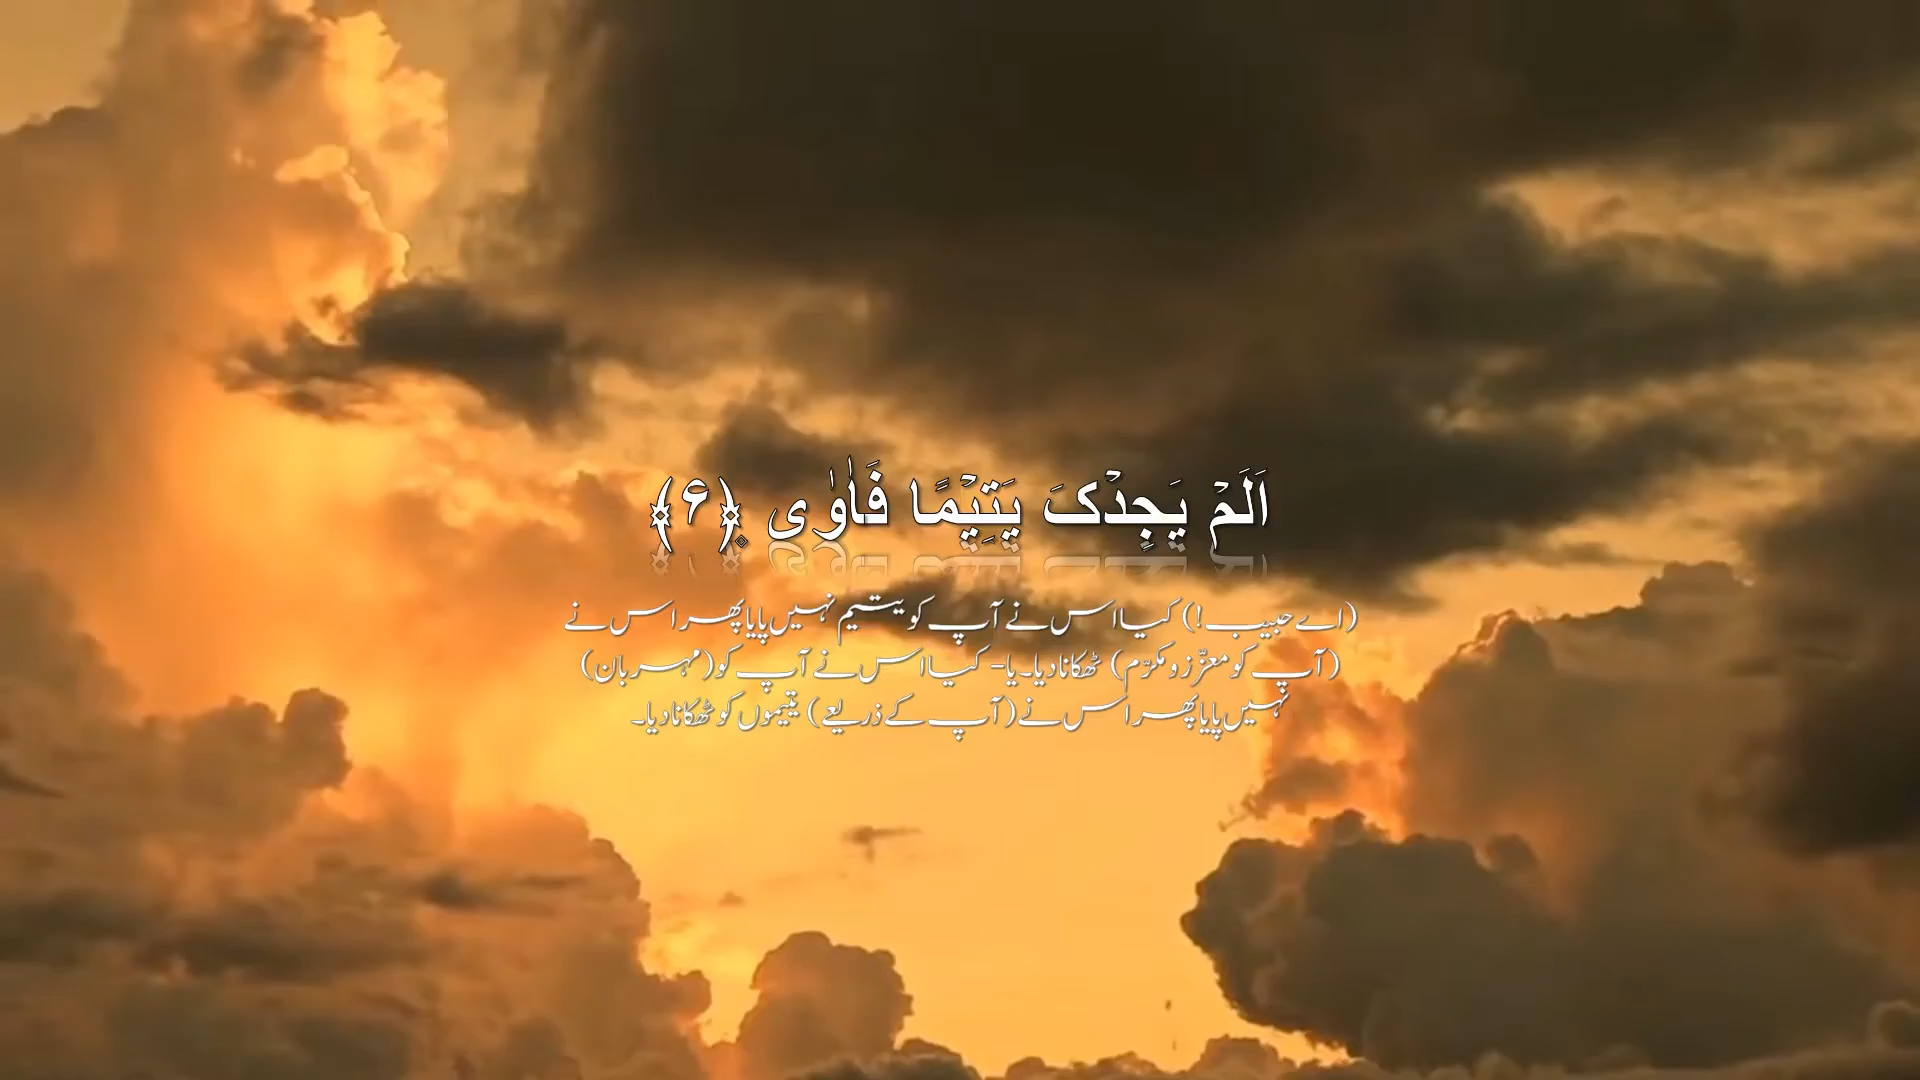 اَلَمۡ یَجِدۡکَ یَتِیۡمًا فَاٰوٰی ﴿۪۶﴾
(اے حبیب!) کیا اس نے آپ کو یتیم نہیں پایا پھر اس نے
(آپ کو معزّز و مکرّم) ٹھکانا دیا۔ یا- کیا اس نے آپ کو (مہربان)
نہیں پایا پھر اس نے (آپ کے ذریعے) یتیموں کو ٹھکانا دیا۔